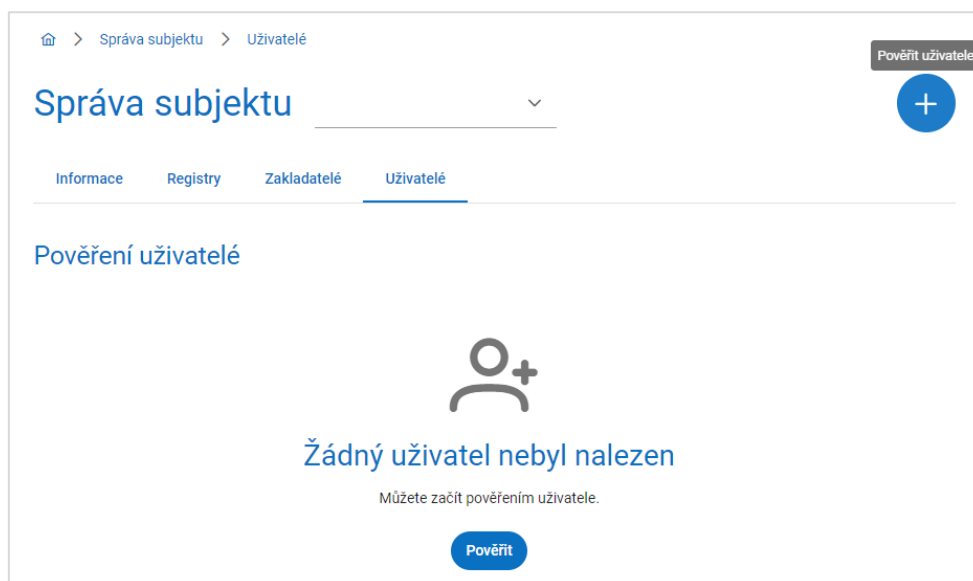 Správa subjektu > Uživatelé
Pověřit uživatele
Správa subjektu
Informace Registry Zakladatelé Uživatelé
Pověření uživatelé
Žádný uživatel nebyl nalezen
Můžete začít pověřením uživatele.
Pověřit